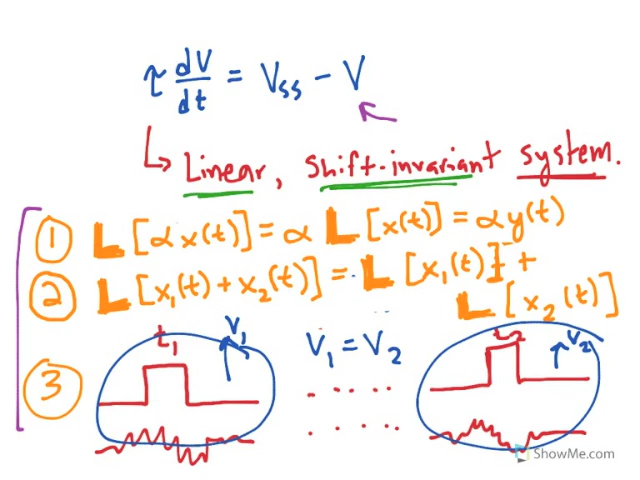 τ dV/dt = Vss − V
↳ Linear, Shift-invariant system.
① L[αx(t)] = α L[x(t)] = αy(t)
② L[x₁(t) + x₂(t)] = L[x₁(t)] +
L[x₂(t)]
③ t₁ V₁ V₁ = V₂ t₂ V₂
ShowMe.com